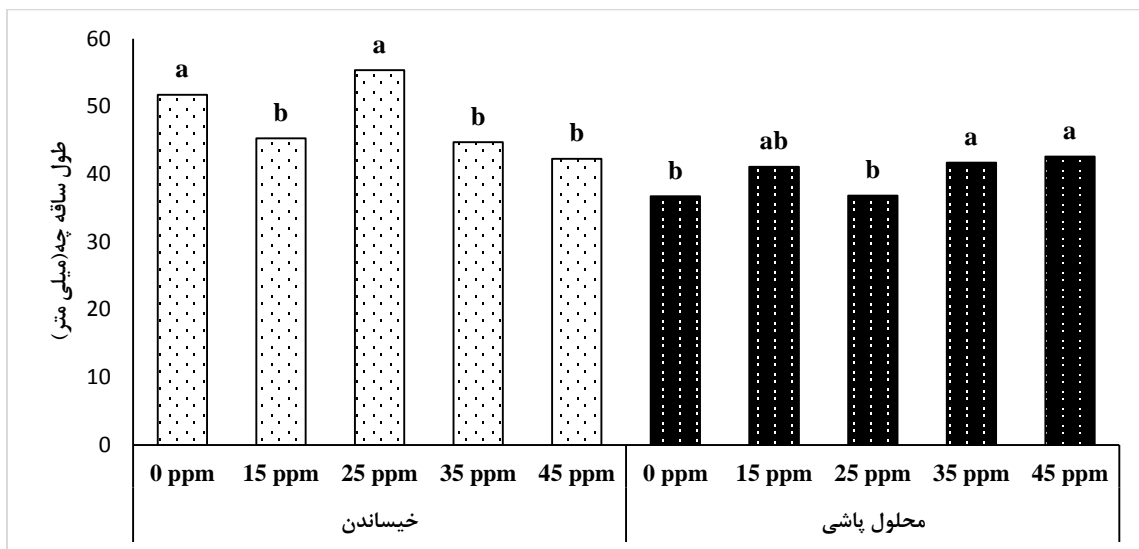 طول ساقه چه(میلی متر)
60
50
40
30
20
10
0
a
b
a
b
b
b
ab
b
a
a
0 ppm 15 ppm 25 ppm 35 ppm 45 ppm 0 ppm 15 ppm 25 ppm 35 ppm 45 ppm
خیساندن
محلول پاشی